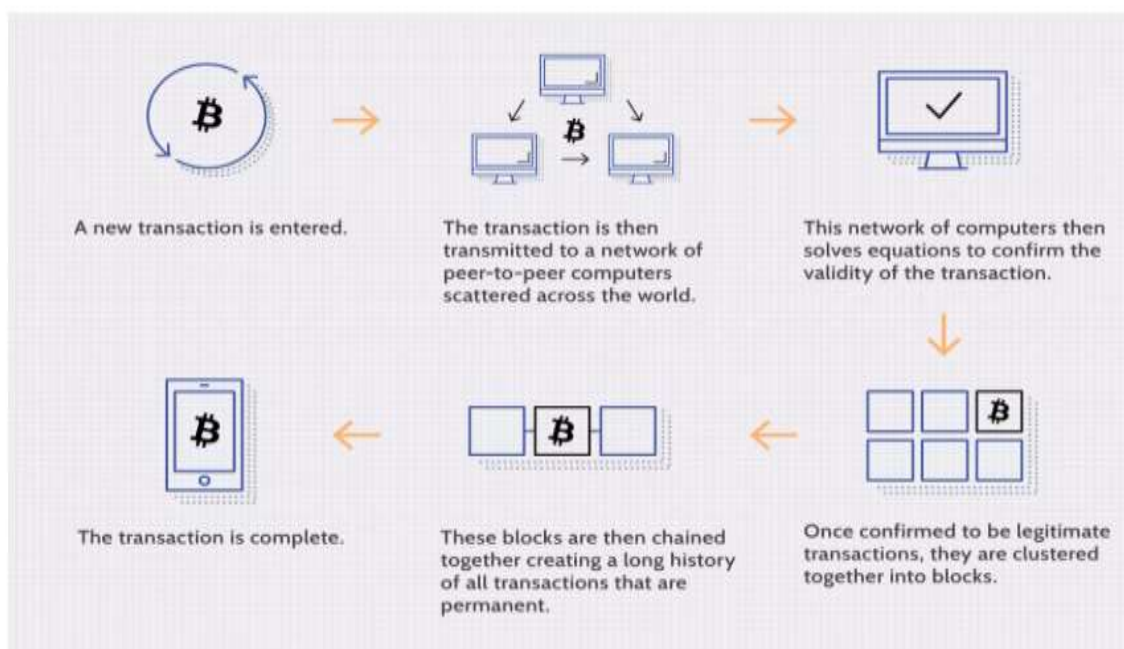 A new transaction is entered.
The transaction is then
transmitted to a network of
peer-to-peer computers
scattered across the world.
This network of computers then
solves equations to confirm the
validity of the transaction.
Once confirmed to be legitimate
transactions, they are clustered
together into blocks.
These blocks are then chained
together creating a long history
of all transactions that are
permanent.
The transaction is complete.